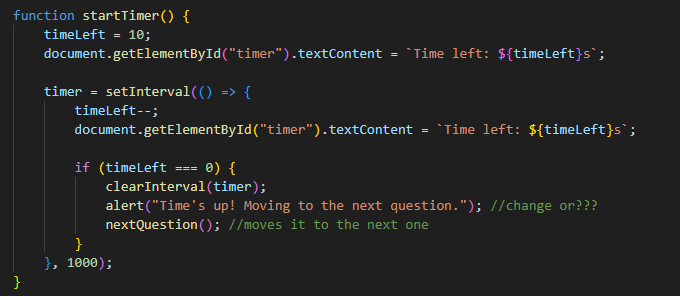 function startTimer() {
    timeLeft = 10;
    document.getElementById("timer").textContent = `Time left: ${timeLeft}s`;

    timer = setInterval(() => {
        timeLeft--;
        document.getElementById("timer").textContent = `Time left: ${timeLeft}s`;

        if (timeLeft === 0) {
            clearInterval(timer);
            alert("Time's up! Moving to the next question."); //change or???
            nextQuestion(); //moves it to the next one
        }
    }, 1000);
}